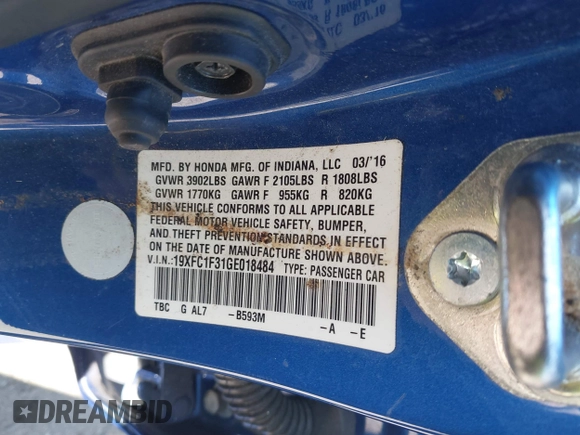 MFD. BY HONDA MFG. OF INDIANA, LLC 03/'16
GVWR 3902LBS GAWR F 2105LBS R 1808LBS
GVWR 1770KG GAWR F 955KG R 820KG
THIS VEHICLE CONFORMS TO ALL APPLICABLE
FEDERAL MOTOR VEHICLE SAFETY, BUMPER,
AND THEFT PREVENTION STANDARDS IN EFFECT
ON THE DATE OF MANUFACTURE SHOWN ABOVE.
V.I.N.: 19XFC1F31GE018484 TYPE: PASSENGER CAR
TBC G AL7 -B593M -A -E
DREAMBID